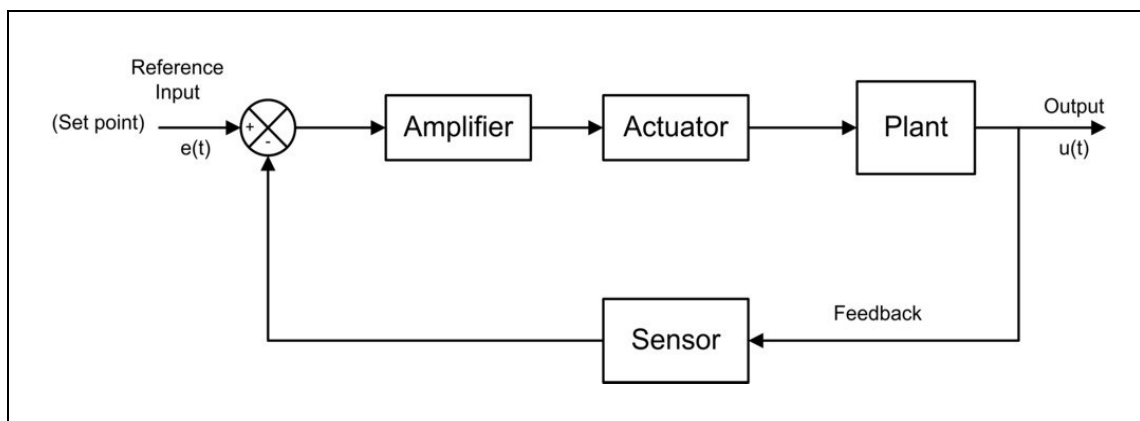 Reference
Input
(Set point)
e(t)
+
-
Amplifier
Actuator
Plant
Output
u(t)
Feedback
Sensor